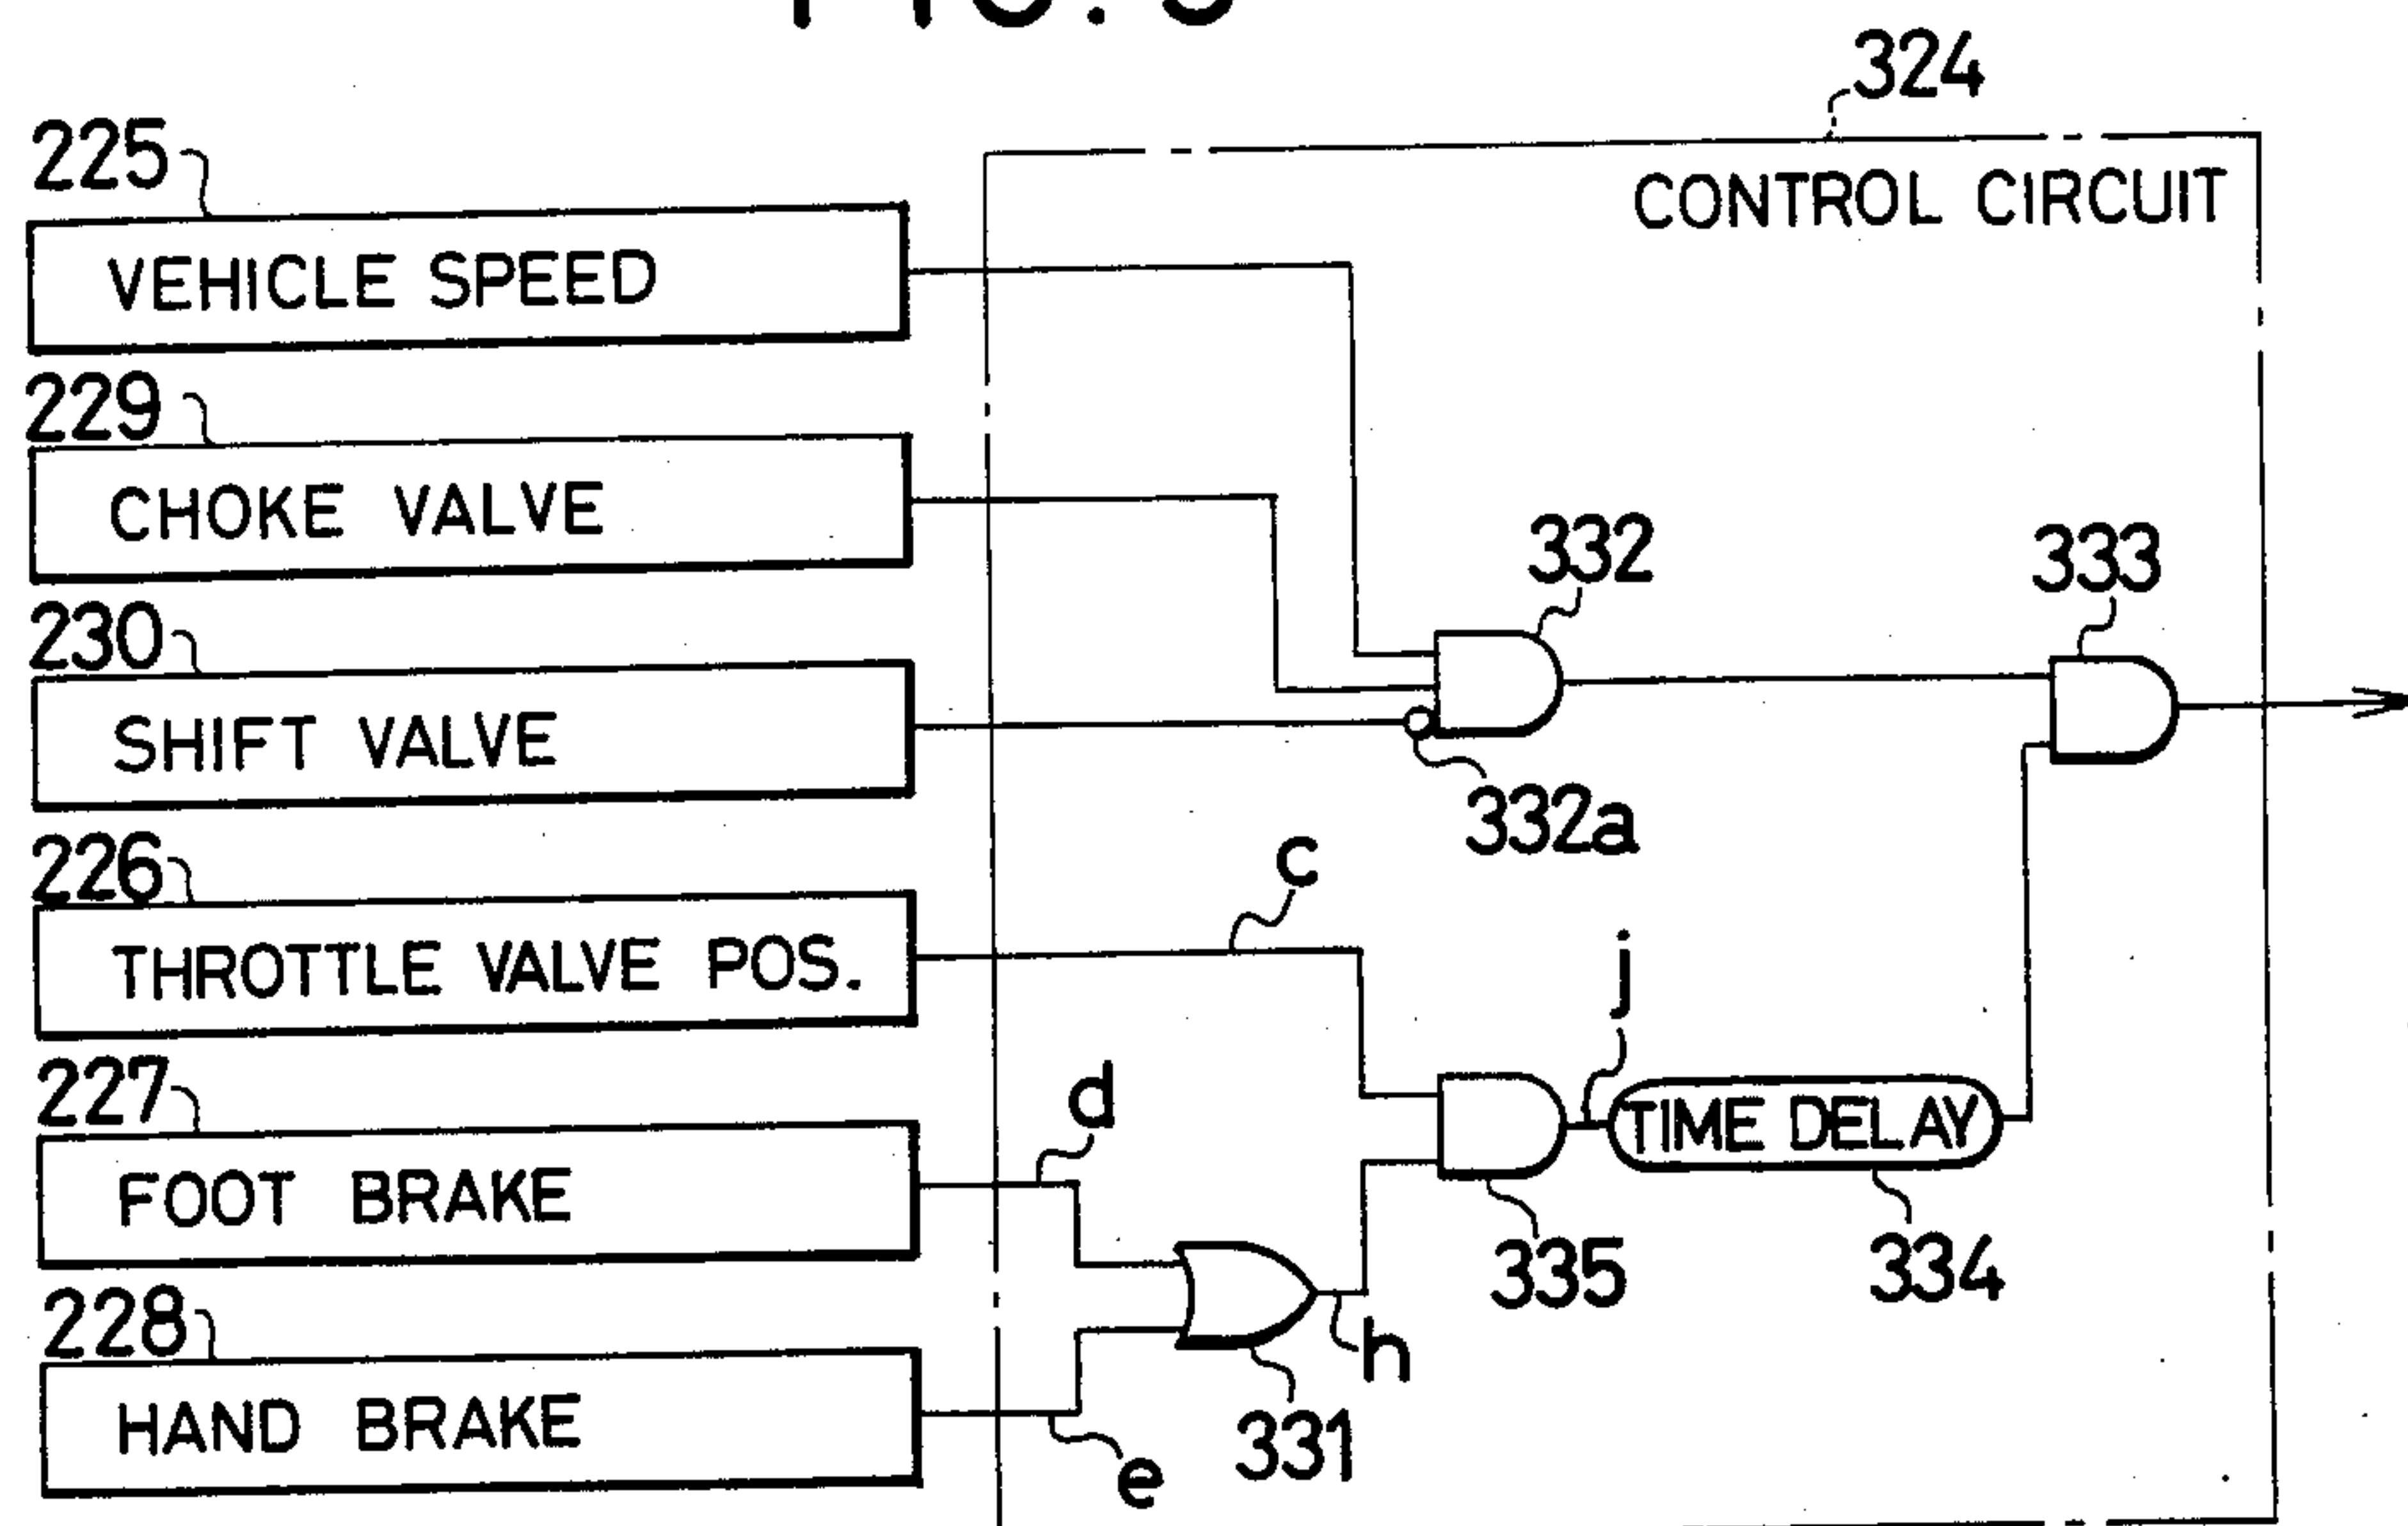 324
CONTROL CIRCUIT
225
VEHICLE SPEED
229
CHOKE VALVE
332
333
230
SHIFT VALVE
332a
226
c
THROTTLE VALVE POS.
j
227
d
TIME DELAY
FOOT BRAKE
335
334
228
h
HAND BRAKE
331
e